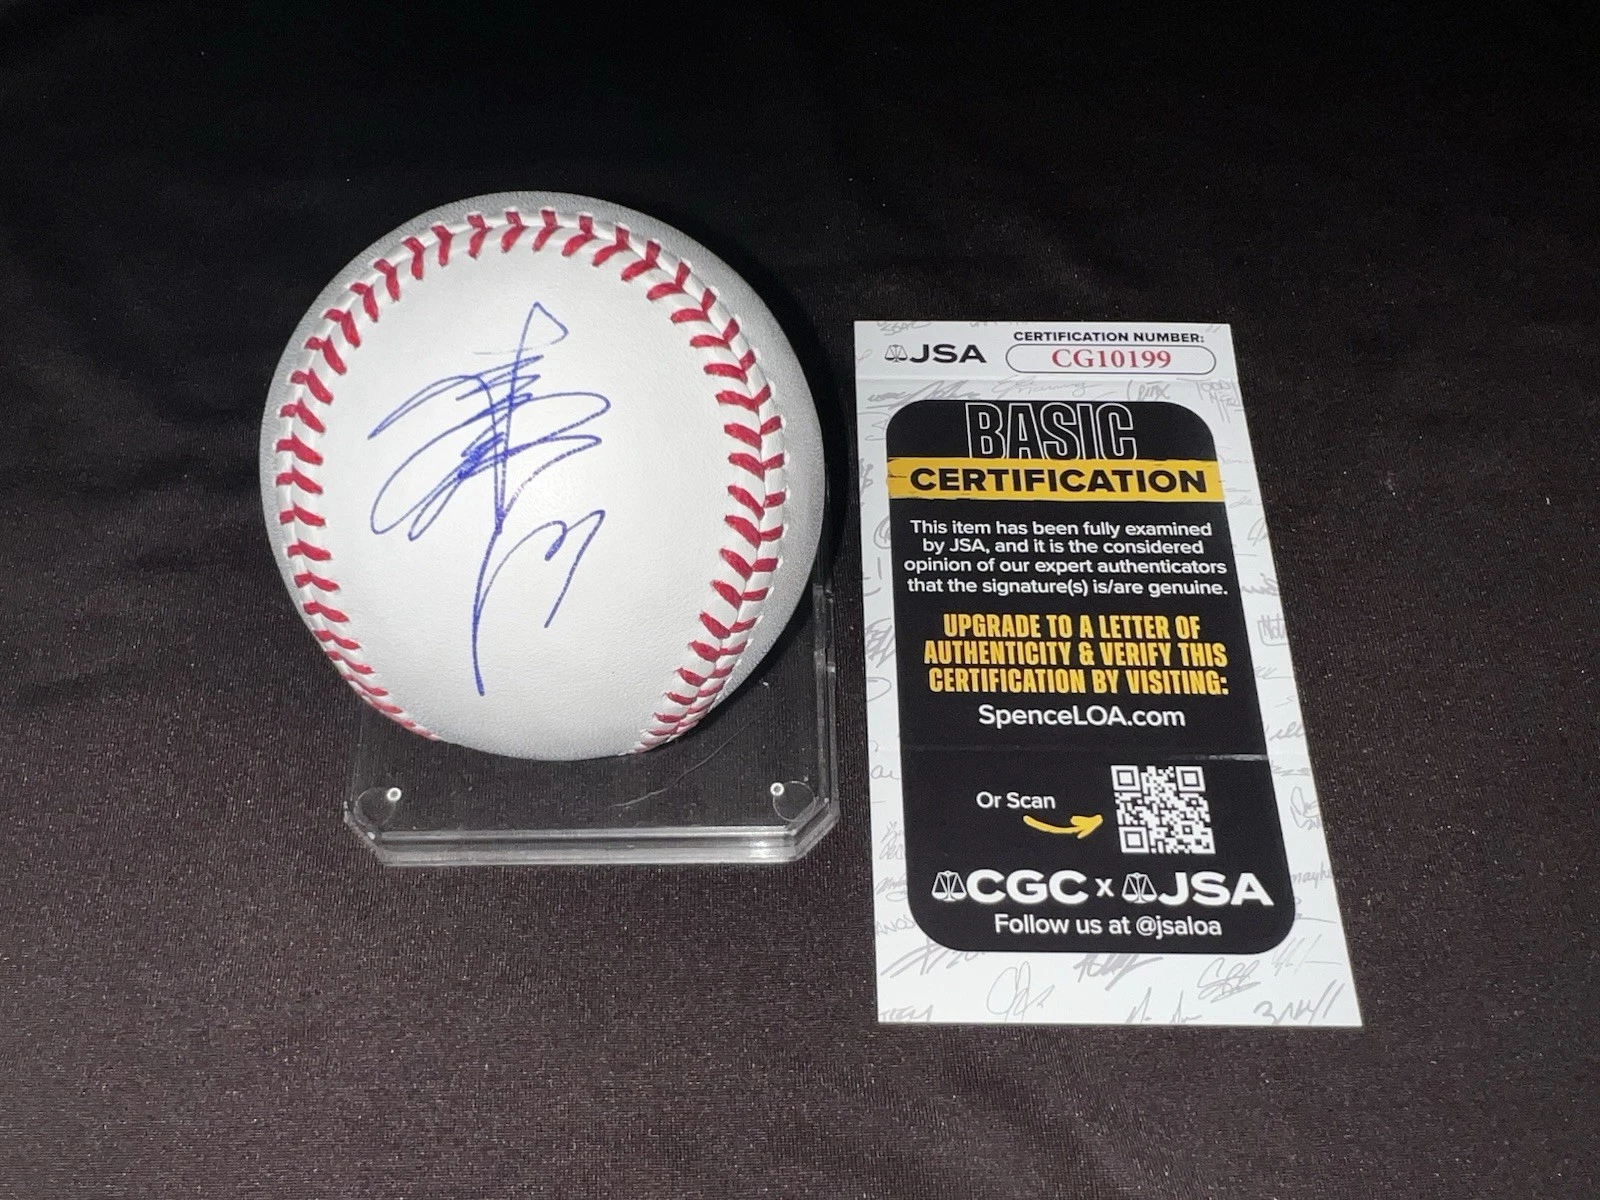 JSA
CERTIFICATION NUMBER:
CG10199
BASIC
CERTIFICATION
This item has been fully examined
by JSA, and it is the considered
opinion of our expert authenticators
that the signature(s) is/are genuine.
UPGRADE TO A LETTER OF
AUTHENTICITY & VERIFY THIS
CERTIFICATION BY VISITING:
SpenceLOA.com
Or Scan
CGC x JSA
Follow us at @jsaloa